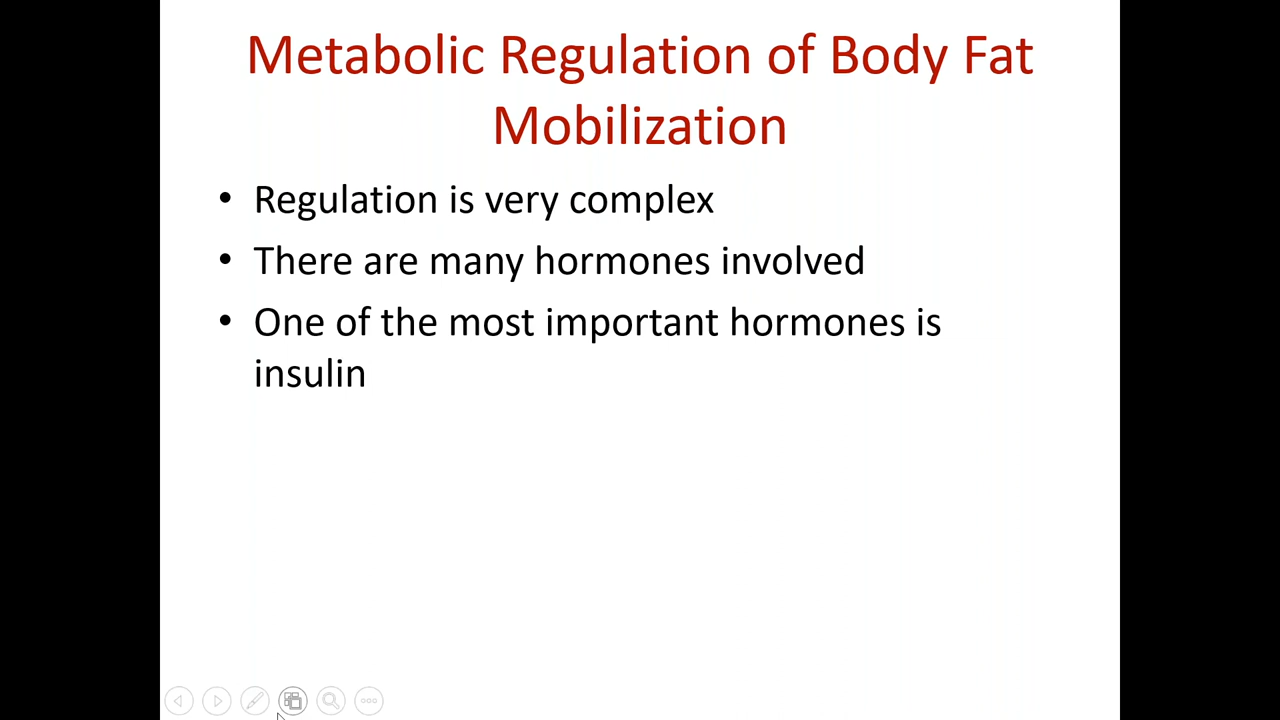 Metabolic Regulation of Body Fat
Mobilization
• Regulation is very complex
• There are many hormones involved
• One of the most important hormones is
insulin